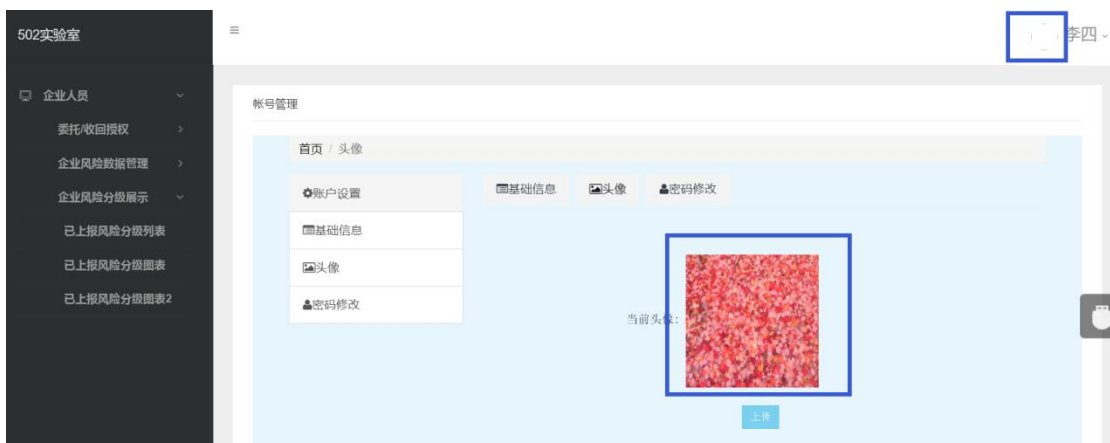 502实验室
李四
企业人员
委托/收回授权
企业风险数据管理
企业风险分级展示
已上报风险分级列表
已上报风险分级图表
已上报风险分级图表2
帐号管理
首页 / 头像
账户设置
基础信息
头像
密码修改
基础信息 头像 密码修改
当前头像:
上传